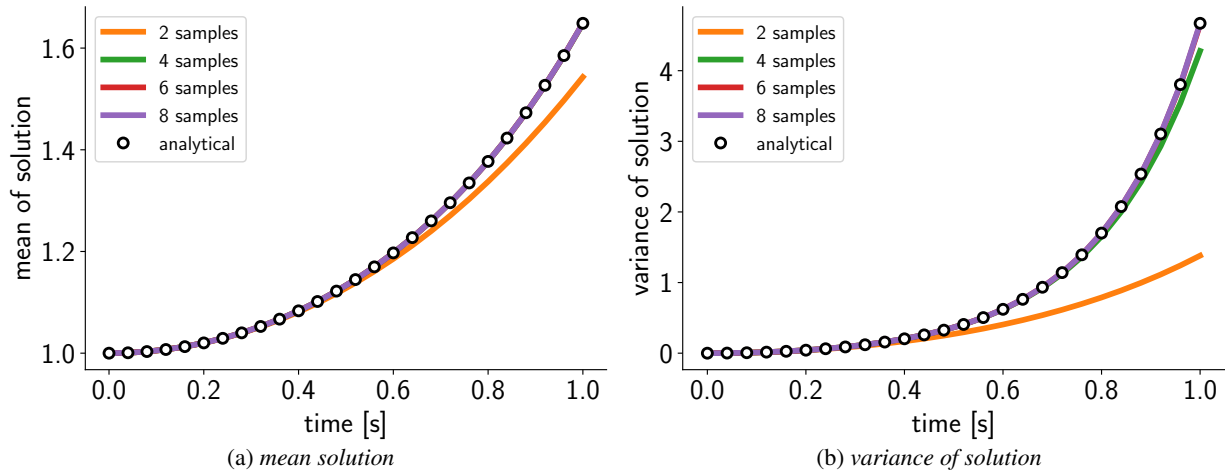 2 samples
4 samples
6 samples
8 samples
analytical
mean of solution
1.6
1.4
1.2
1.0
0.0 0.2 0.4 0.6 0.8 1.0
time [s]
(a) mean solution
2 samples
4 samples
6 samples
8 samples
analytical
variance of solution
4
3
2
1
0
0.0 0.2 0.4 0.6 0.8 1.0
time [s]
(b) variance of solution